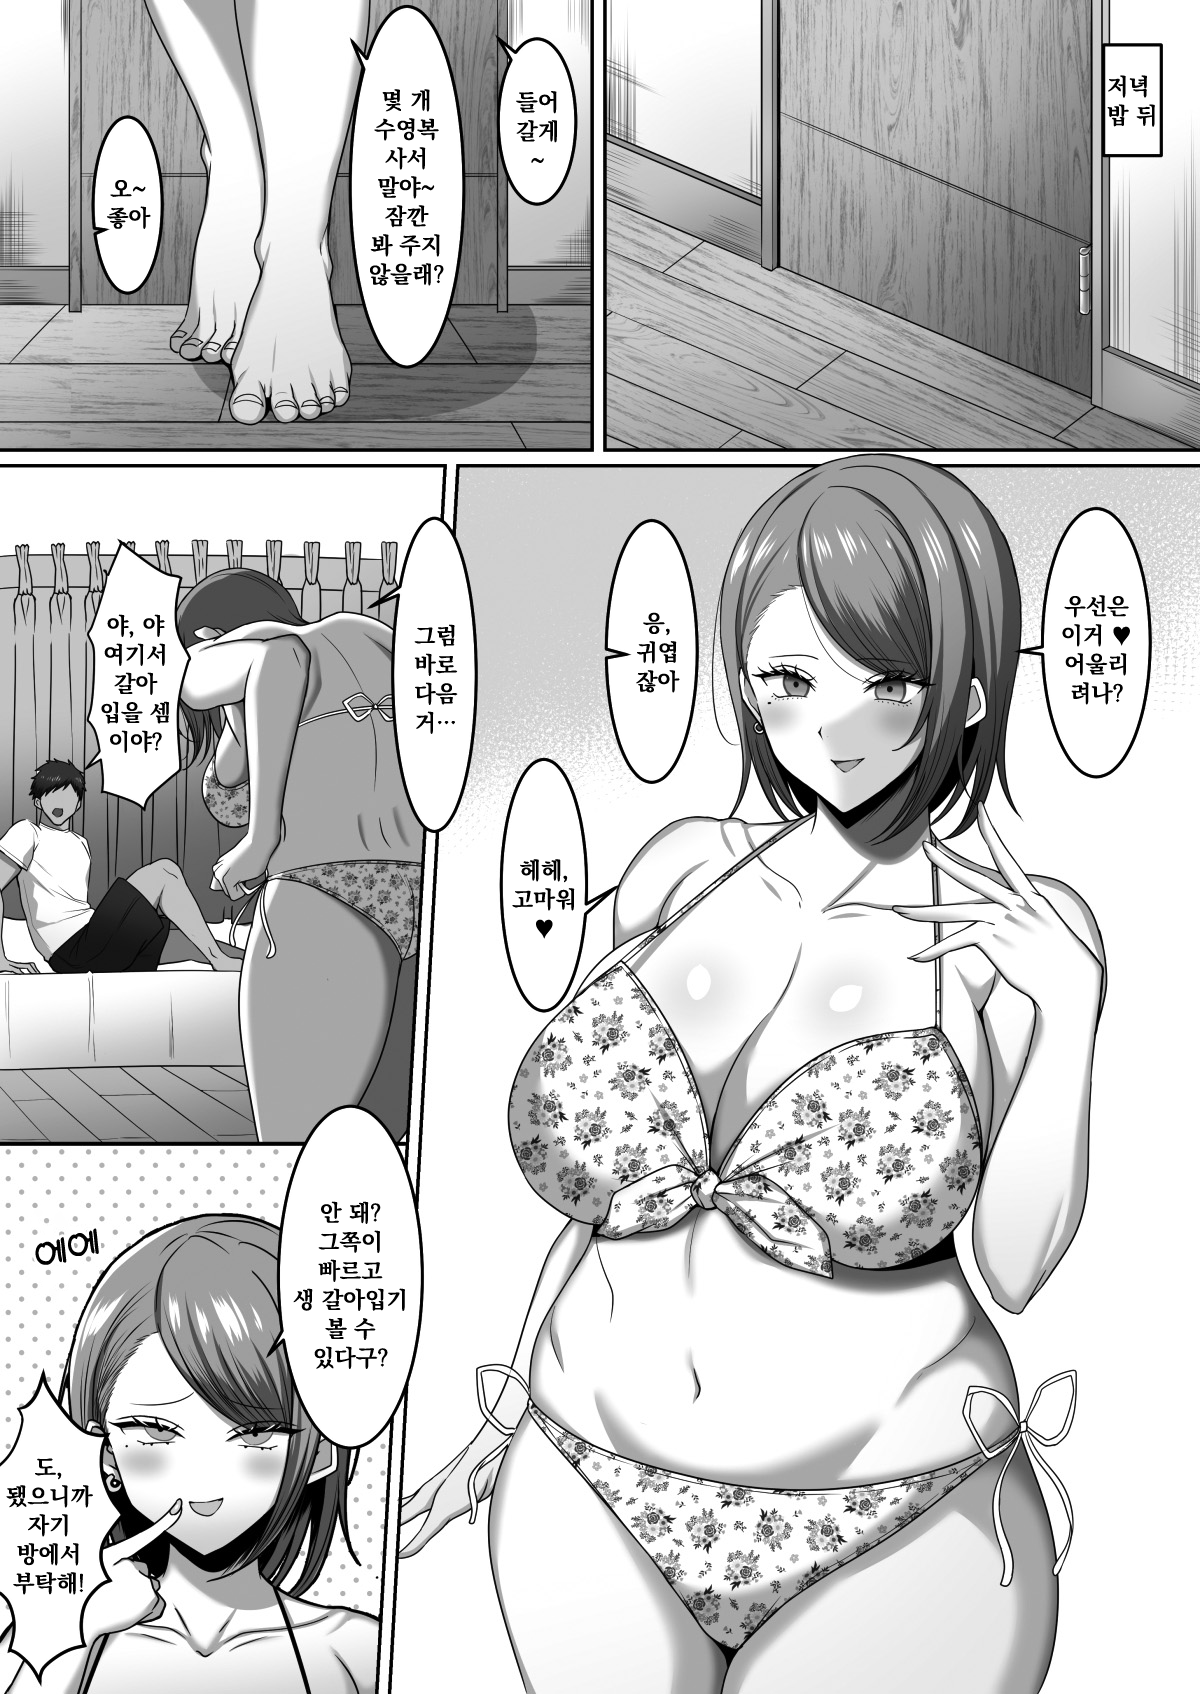 저녁
밥 뒤
들어
갈게
~
몇 개
수영복
사서
말야~
잠깐
봐 주지
않을래?
오~
좋아
우선은
이거 ♥
어울리
려나?
응,
귀엽
잖아
헤헤,
고마워
♥
그럼
바로
다음
거…
야, 야
여기서
갈아
입을 셈
이야?
안 돼?
그쪽이
빠르고
생 갈아입기
볼 수
있다구?
에에
도,
됐으니까
자기
방에서
부탁해!